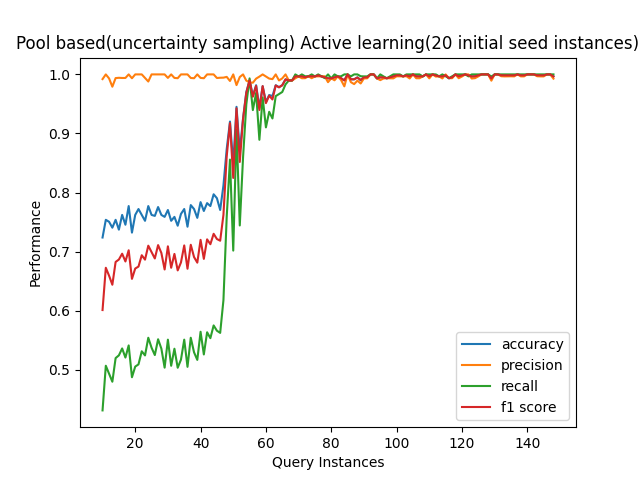 Pool based(uncertainty sampling) Active learning(20 initial seed instances)
1.0
0.9
0.8
0.7
0.6
0.5
Performance
accuracy
precision
recall
f1 score
20 40 60 80 100 120 140
Query Instances